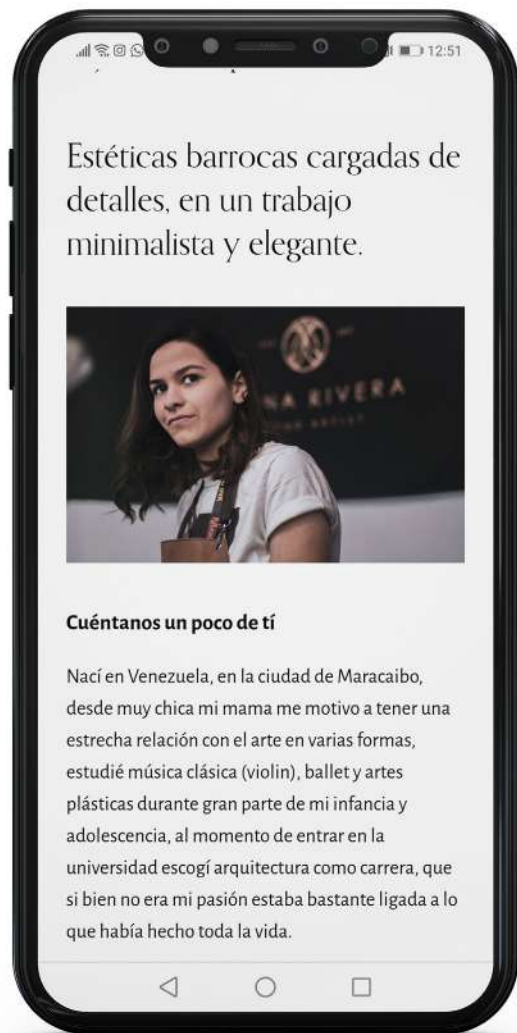 12:51
Estéticas barrocas cargadas de
detalles, en un trabajo
minimalista y elegante.
NA RIVERA
ARTIST
Cuéntanos un poco de tí
Nací en Venezuela, en la ciudad de Maracaibo,
desde muy chica mi mama me motivo a tener una
estrecha relación con el arte en varias formas,
estudié música clásica (violin), ballet y artes
plásticas durante gran parte de mi infancia y
adolescencia, al momento de entrar en la
universidad escogí arquitectura como carrera, que
si bien no era mi pasión estaba bastante ligada a lo
que había hecho toda la vida.